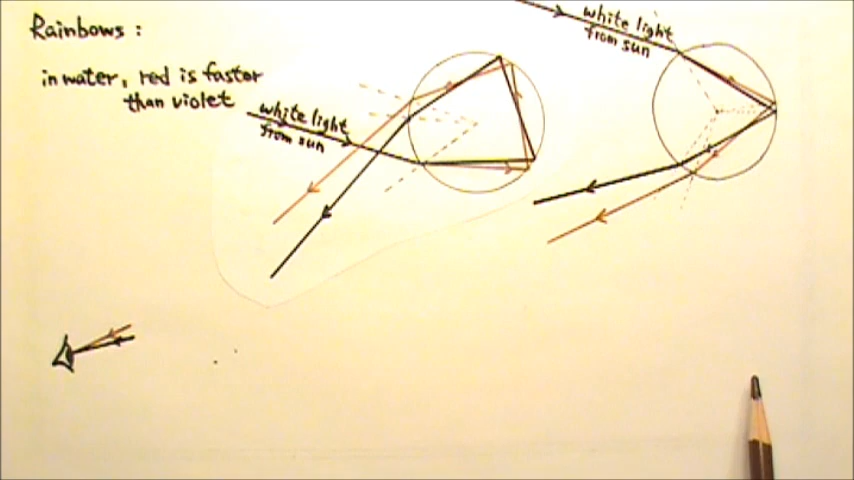 Rainbows :
in water, red is faster
than violet
white light
from sun
white light
from sun